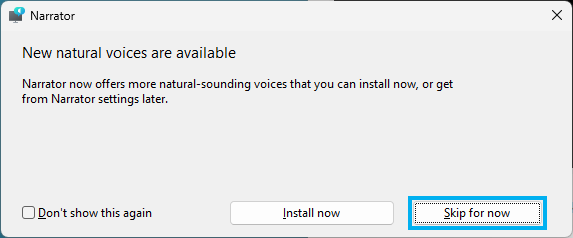 Narrator
New natural voices are available
Narrator now offers more natural-sounding voices that you can install now, or get
from Narrator settings later.
Don't show this again
Install now
Skip for now